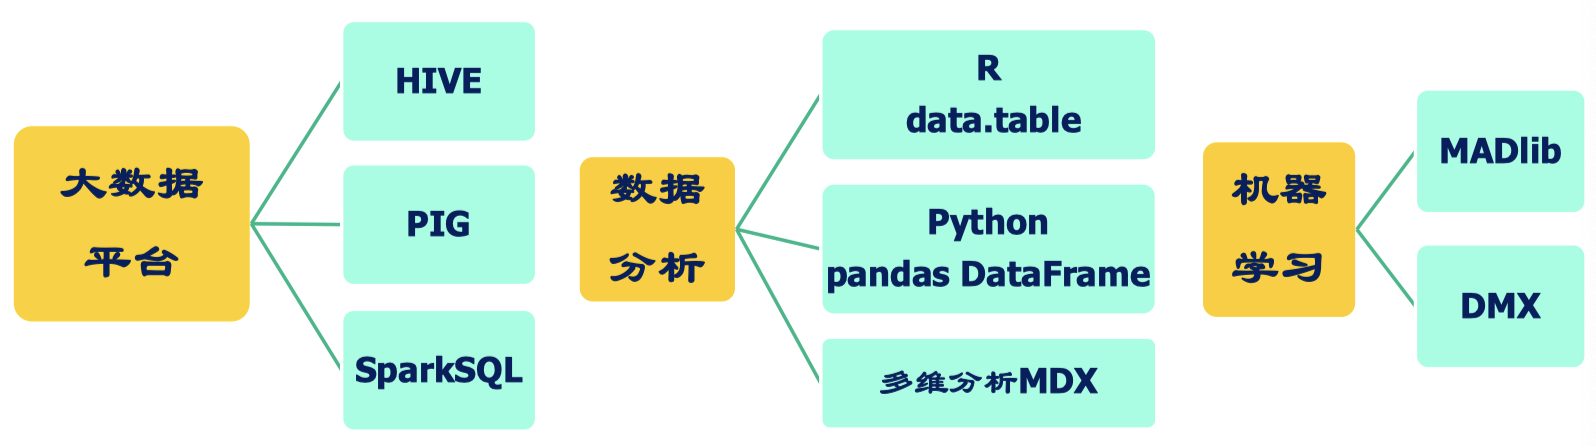 大数据
平台
HIVE
PIG
SparkSQL
数据
分析
R
data.table
Python
pandas DataFrame
多维分析MDX
机器
学习
MADlib
DMX